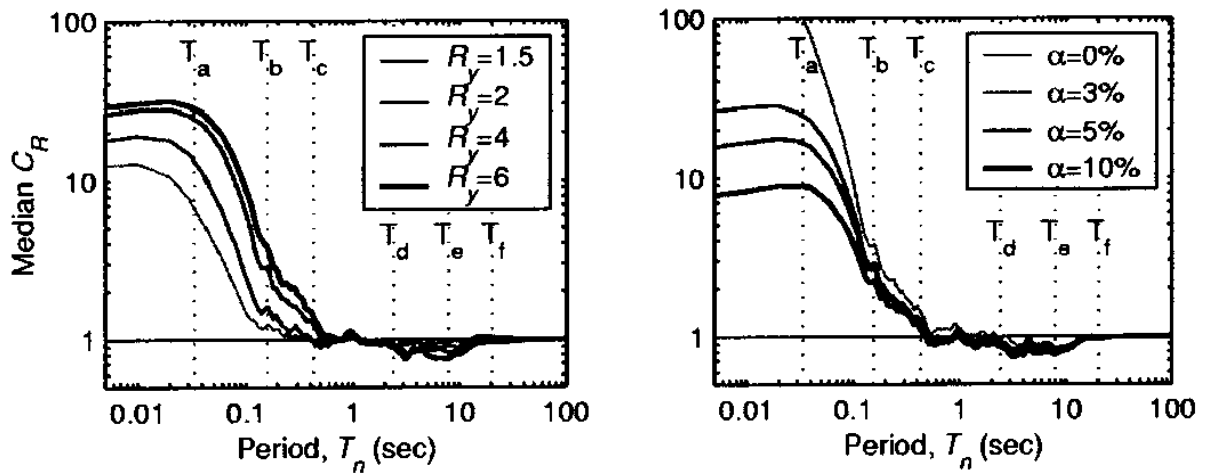 100
10
1
Median C_R
T_a
T_b
T_c
R_y=1.5
R_y=2
R_y=4
R_y=6
T_d
T_e
T_f
0.01
0.1
1
10
100
Period, T_n (sec)
100
10
1
T_a
T_b
T_c
α=0%
α=3%
α=5%
α=10%
T_d
T_e
T_f
0.01
0.1
1
10
100
Period, T_n (sec)